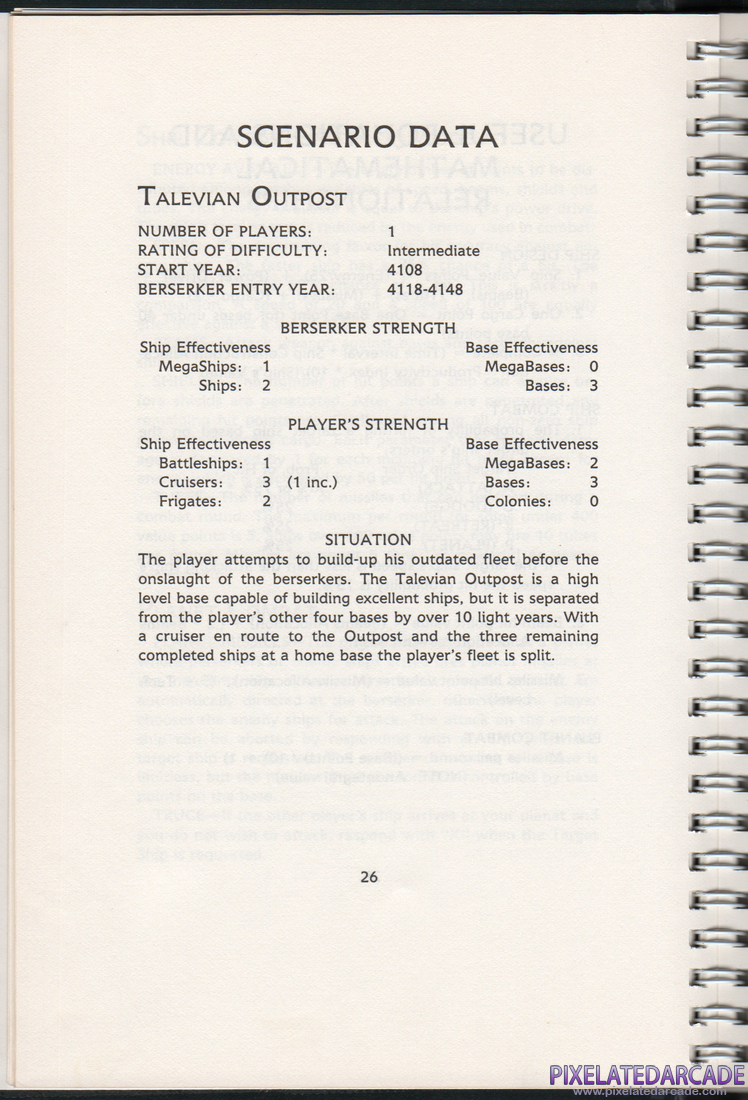 SCENARIO DATA
TALEVIAN OUTPOST
NUMBER OF PLAYERS: 1
RATING OF DIFFICULTY: Intermediate
START YEAR: 4108
BERSERKER ENTRY YEAR: 4118-4148
BERSERKER STRENGTH
Ship Effectiveness Base Effectiveness
MegaShips: 1 MegaBases: 0
Ships: 2 Bases: 3
PLAYER'S STRENGTH
Ship Effectiveness Base Effectiveness
Battleships: 1 MegaBases: 2
Cruisers: 3 (1 inc.) Bases: 3
Frigates: 2 Colonies: 0
SITUATION
The player attempts to build-up his outdated fleet before the
onslaught of the berserkers. The Talevian Outpost is a high
level base capable of building excellent ships, but it is separated
from the player's other four bases by over 10 light years. With
a cruiser en route to the Outpost and the three remaining
completed ships at a home base the player's fleet is split.
26
PIXELATEDARCADE
www.pixelatedarcade.com